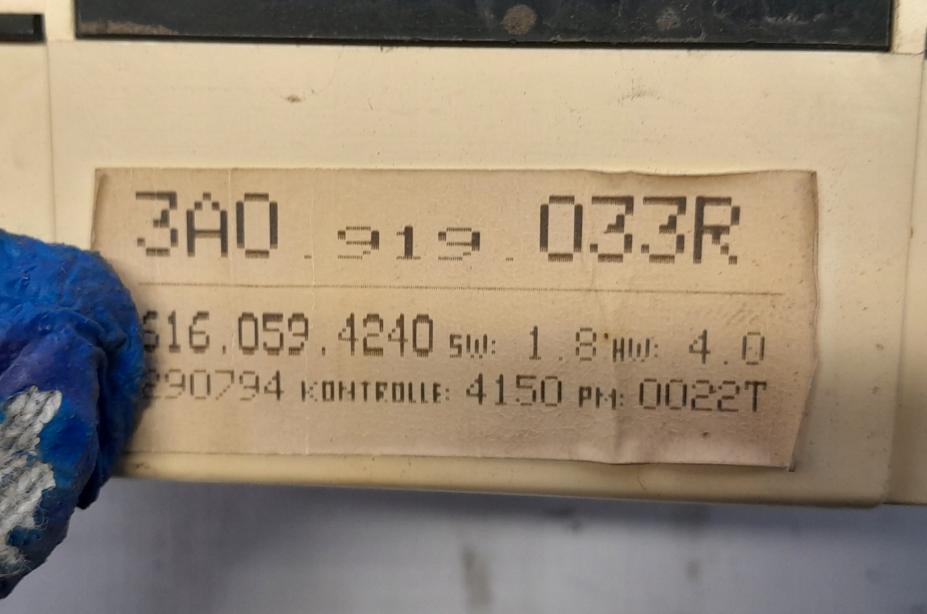 3A0.919.033R
616.059.4240 SW: 1.8 HW: 4.0
290794 KONTROLLE: 4150 PM: 0022T